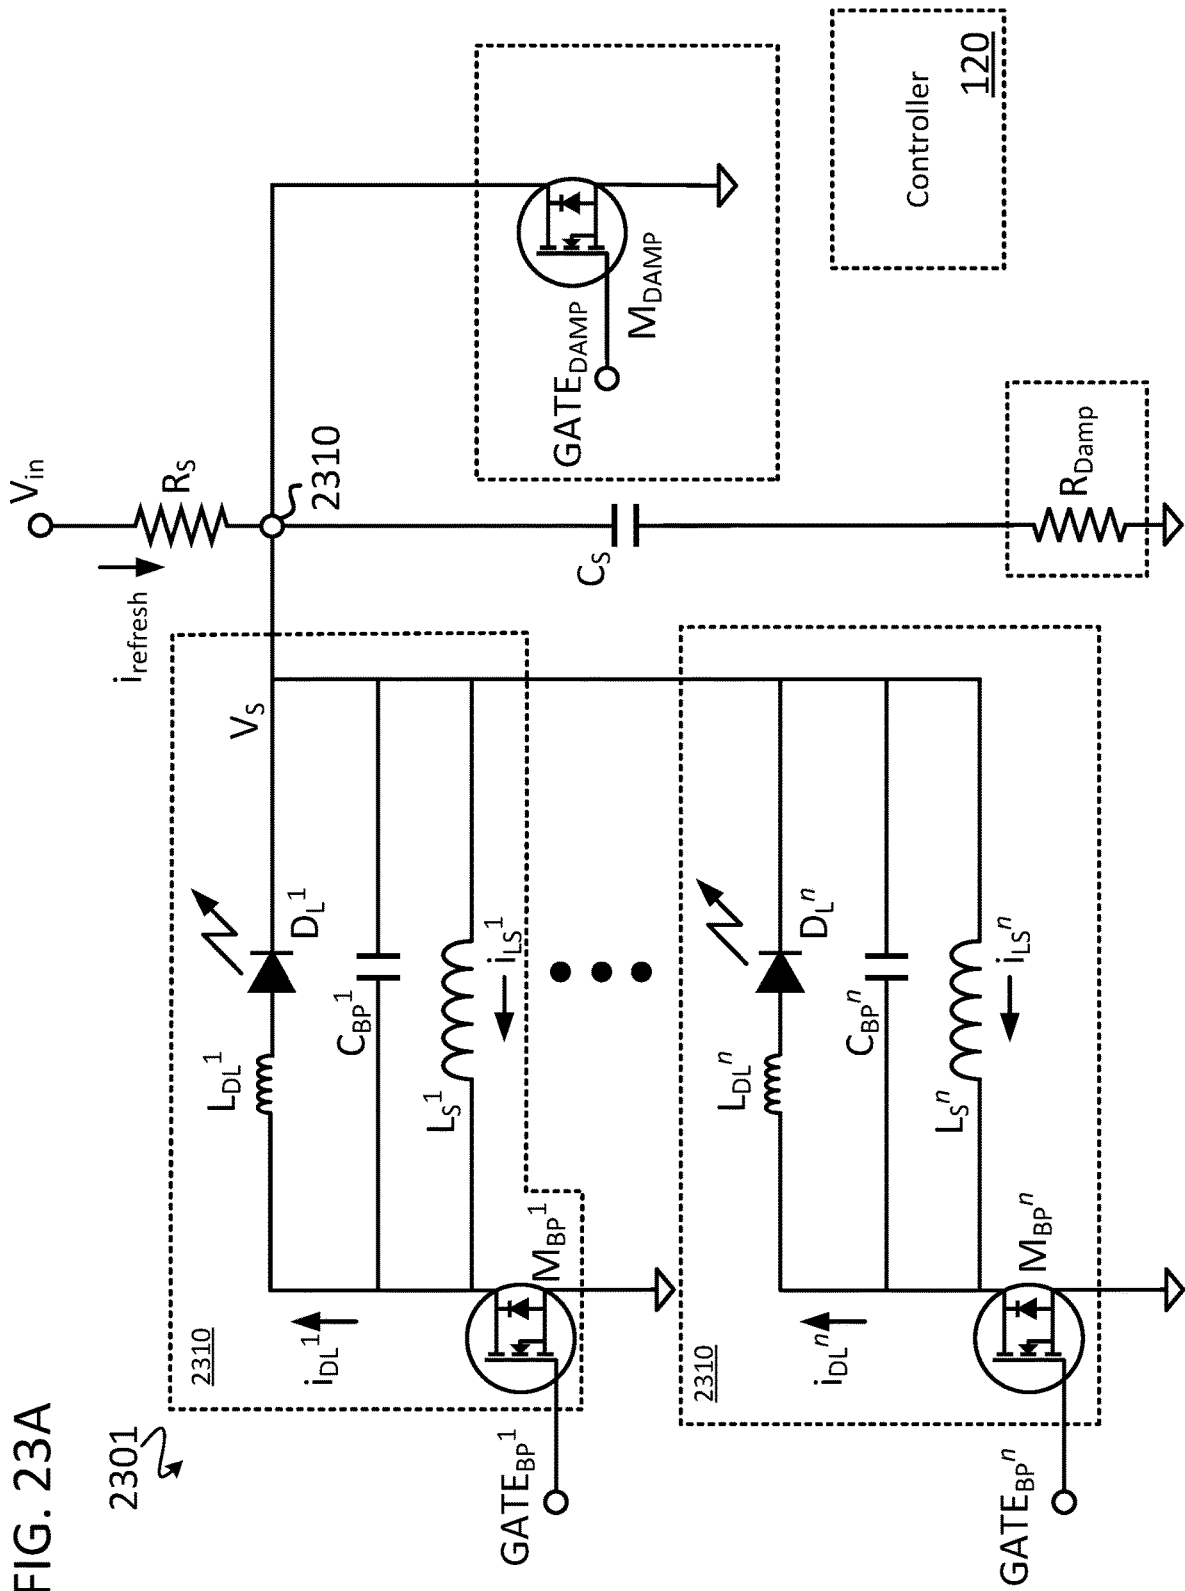 FIG. 23A
2301
V_in
i_refresh
R_S
2310
V_S
2310
L_DL^1
D_L^1
C_BP^1
i_DL^1
L_S^1
i_LS^1
M_BP^1
GATE_BP^1
C_S
GATE_DAMP
M_DAMP
Controller
120
2310
L_DL^n
D_L^n
C_BP^n
i_DL^n
L_S^n
i_LS^n
M_BP^n
GATE_BP^n
R_Damp